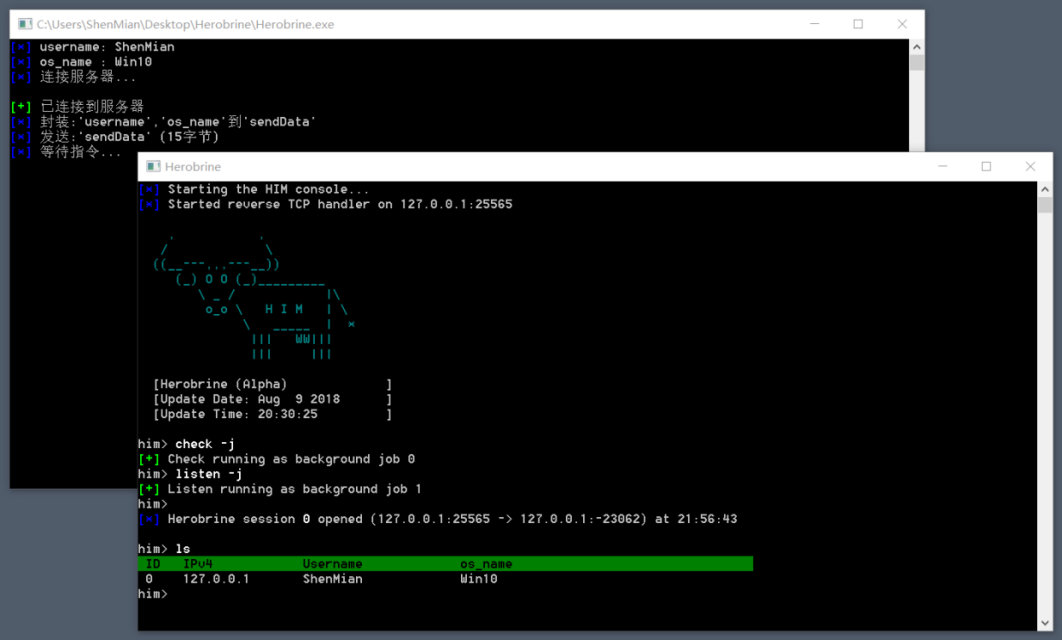 C:\Users\ShenMian\Desktop\Herobrine\Herobrine.exe
[*] username: ShenMian
[*] os_name : Win10
[*] 连接服务器...
[+] 已连接到服务器
[*] 封装:'username','os_name'到'sendData'
[*] 发送:'sendData' (15字节)
[*] 等待指令...
Herobrine
[*] Starting the HIM console...
[*] Started reverse TCP handler on 127.0.0.1:25565
H I M
[Herobrine (Alpha)             ]
[Update Date: Aug  9 2018      ]
[Update Time: 20:30:25         ]
him> check -j
[+] Check running as background job 0
him> listen -j
[+] Listen running as background job 1
him>
[*] Herobrine session 0 opened (127.0.0.1:25565 -> 127.0.0.1:-23062) at 21:56:43
him> ls
ID   IPv4            Username             os_name
0    127.0.0.1       ShenMian             Win10
him>